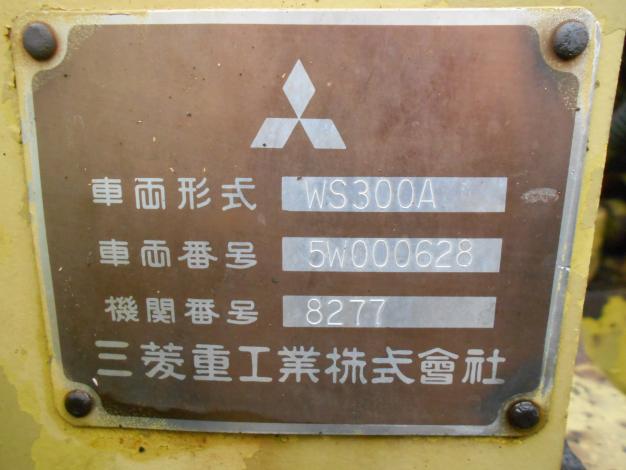 車両形式 WS300A
車両番号 5W000628
機関番号 8277
三菱重工業株式會社